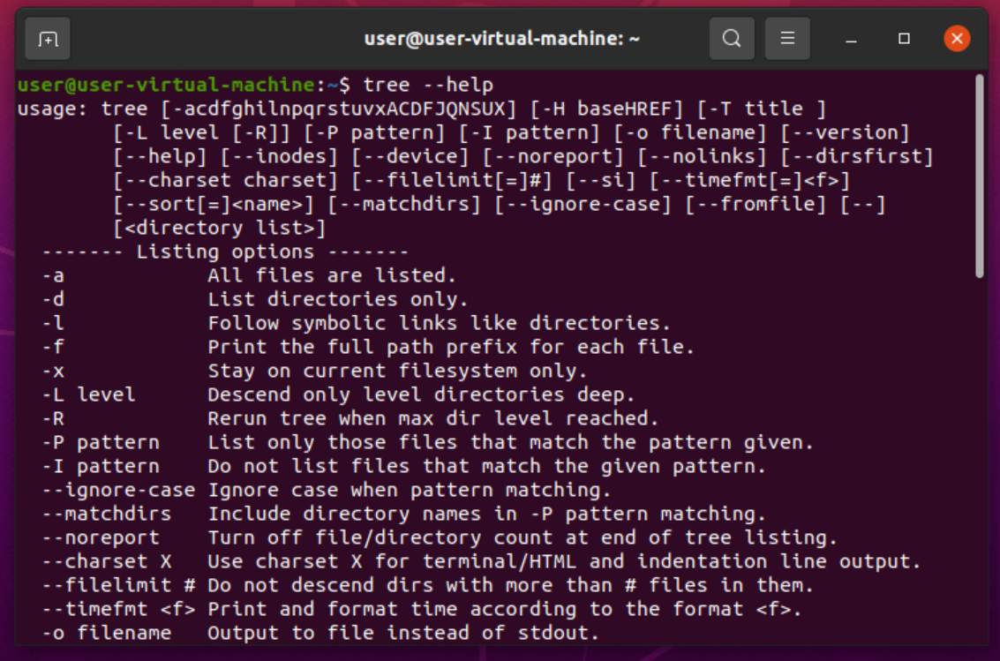 user@user-virtual-machine: ~
user@user-virtual-machine:~$ tree --help
usage: tree [-acdfghilnpqrstuvxACDFJQNSUX] [-H baseHREF] [-T title ]
        [-L level [-R]] [-P pattern] [-I pattern] [-o filename] [--version]
        [--help] [--inodes] [--device] [--noreport] [--nolinks] [--dirsfirst]
        [--charset charset] [--filelimit[=]#] [--si] [--timefmt[=]<f>]
        [--sort[=]<name>] [--matchdirs] [--ignore-case] [--fromfile] [--]
        [<directory list>]
  ------- Listing options -------
  -a            All files are listed.
  -d            List directories only.
  -l            Follow symbolic links like directories.
  -f            Print the full path prefix for each file.
  -x            Stay on current filesystem only.
  -L level      Descend only level directories deep.
  -R            Rerun tree when max dir level reached.
  -P pattern    List only those files that match the pattern given.
  -I pattern    Do not list files that match the given pattern.
  --ignore-case Ignore case when pattern matching.
  --matchdirs   Include directory names in -P pattern matching.
  --noreport    Turn off file/directory count at end of tree listing.
  --charset X   Use charset X for terminal/HTML and indentation line output.
  --filelimit # Do not descend dirs with more than # files in them.
  --timefmt <f> Print and format time according to the format <f>.
  -o filename   Output to file instead of stdout.